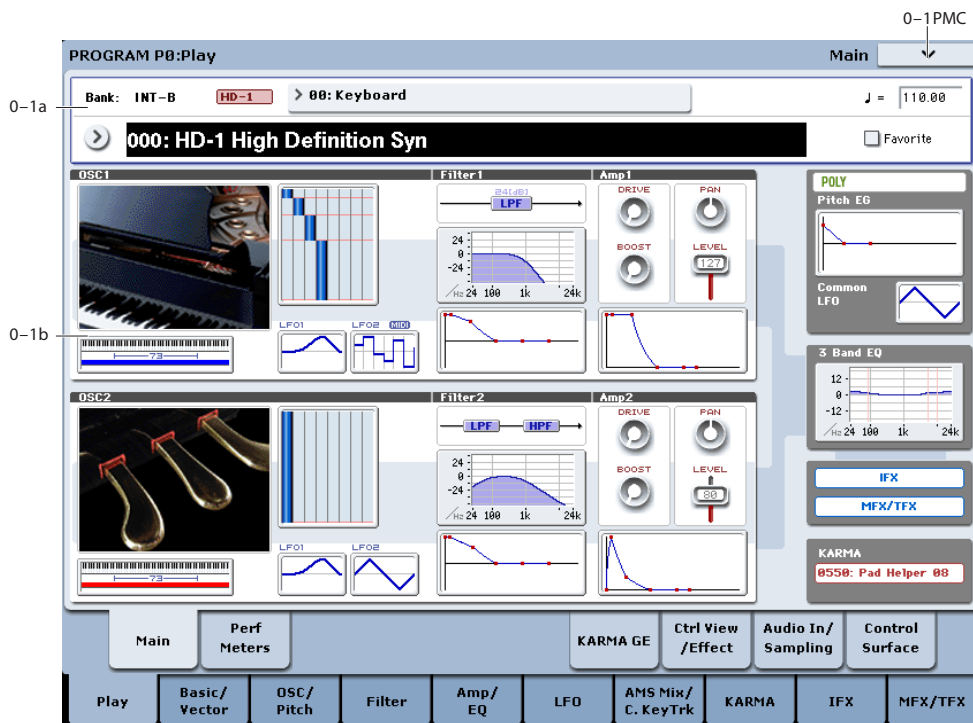 0–1PMC
PROGRAM P0:Play
Main
0–1a
Bank: INT–B
HD–1
> 00: Keyboard
♩ = 110.00
000: HD-1 High Definition Syn
Favorite
OSC1
Filter1
Amp1
24[dB]
LPF
DRIVE
PAN
BOOST
LEVEL
127
24
0
-24
Hz 24 100 1k 24k
POLY
Pitch EG
Common
LFO
0–1b
73
LFO1
LFO2 MIDI
3 Band EQ
12
0
-12
Hz 24 100 1k 24k
OSC2
Filter2
Amp2
LPF
HPF
DRIVE
PAN
BOOST
LEVEL
80
24
0
-24
Hz 24 100 1k 24k
73
LFO1
LFO2
IFX
MFX/TFX
KARMA
0550: Pad Helper 08
Main
Perf
Meters
KARMA GE
Ctrl View
/Effect
Audio In/
Sampling
Control
Surface
Play
Basic/
Vector
OSC/
Pitch
Filter
Amp/
EQ
LFO
AMS Mix/
C. KeyTrk
KARMA
IFX
MFX/TFX